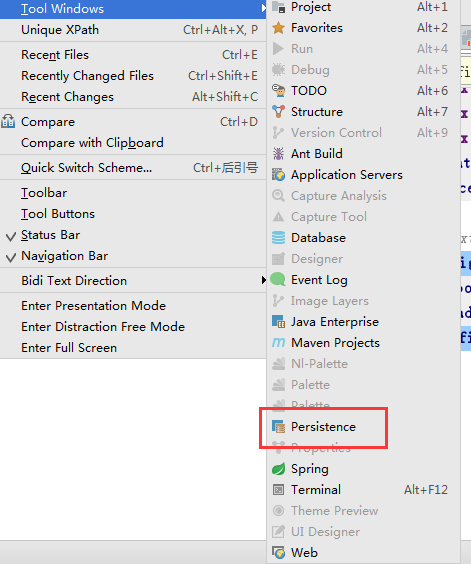 Tool Windows
Unique XPath Ctrl+Alt+X, P
Recent Files Ctrl+E
Recently Changed Files Ctrl+Shift+E
Recent Changes Alt+Shift+C
Compare Ctrl+D
Compare with Clipboard
Quick Switch Scheme... Ctrl+后引号
Toolbar
Tool Buttons
Status Bar
Navigation Bar
Bidi Text Direction
Enter Presentation Mode
Enter Distraction Free Mode
Enter Full Screen
Project Alt+1
Favorites Alt+2
Run Alt+4
Debug Alt+5
TODO Alt+6
Structure Alt+7
Version Control Alt+9
Ant Build
Application Servers
Capture Analysis
Capture Tool
Database
Designer
Event Log
Image Layers
Java Enterprise
Maven Projects
Nl-Palette
Palette
Palette
Persistence
Properties
Spring
Terminal Alt+F12
Theme Preview
UI Designer
Web